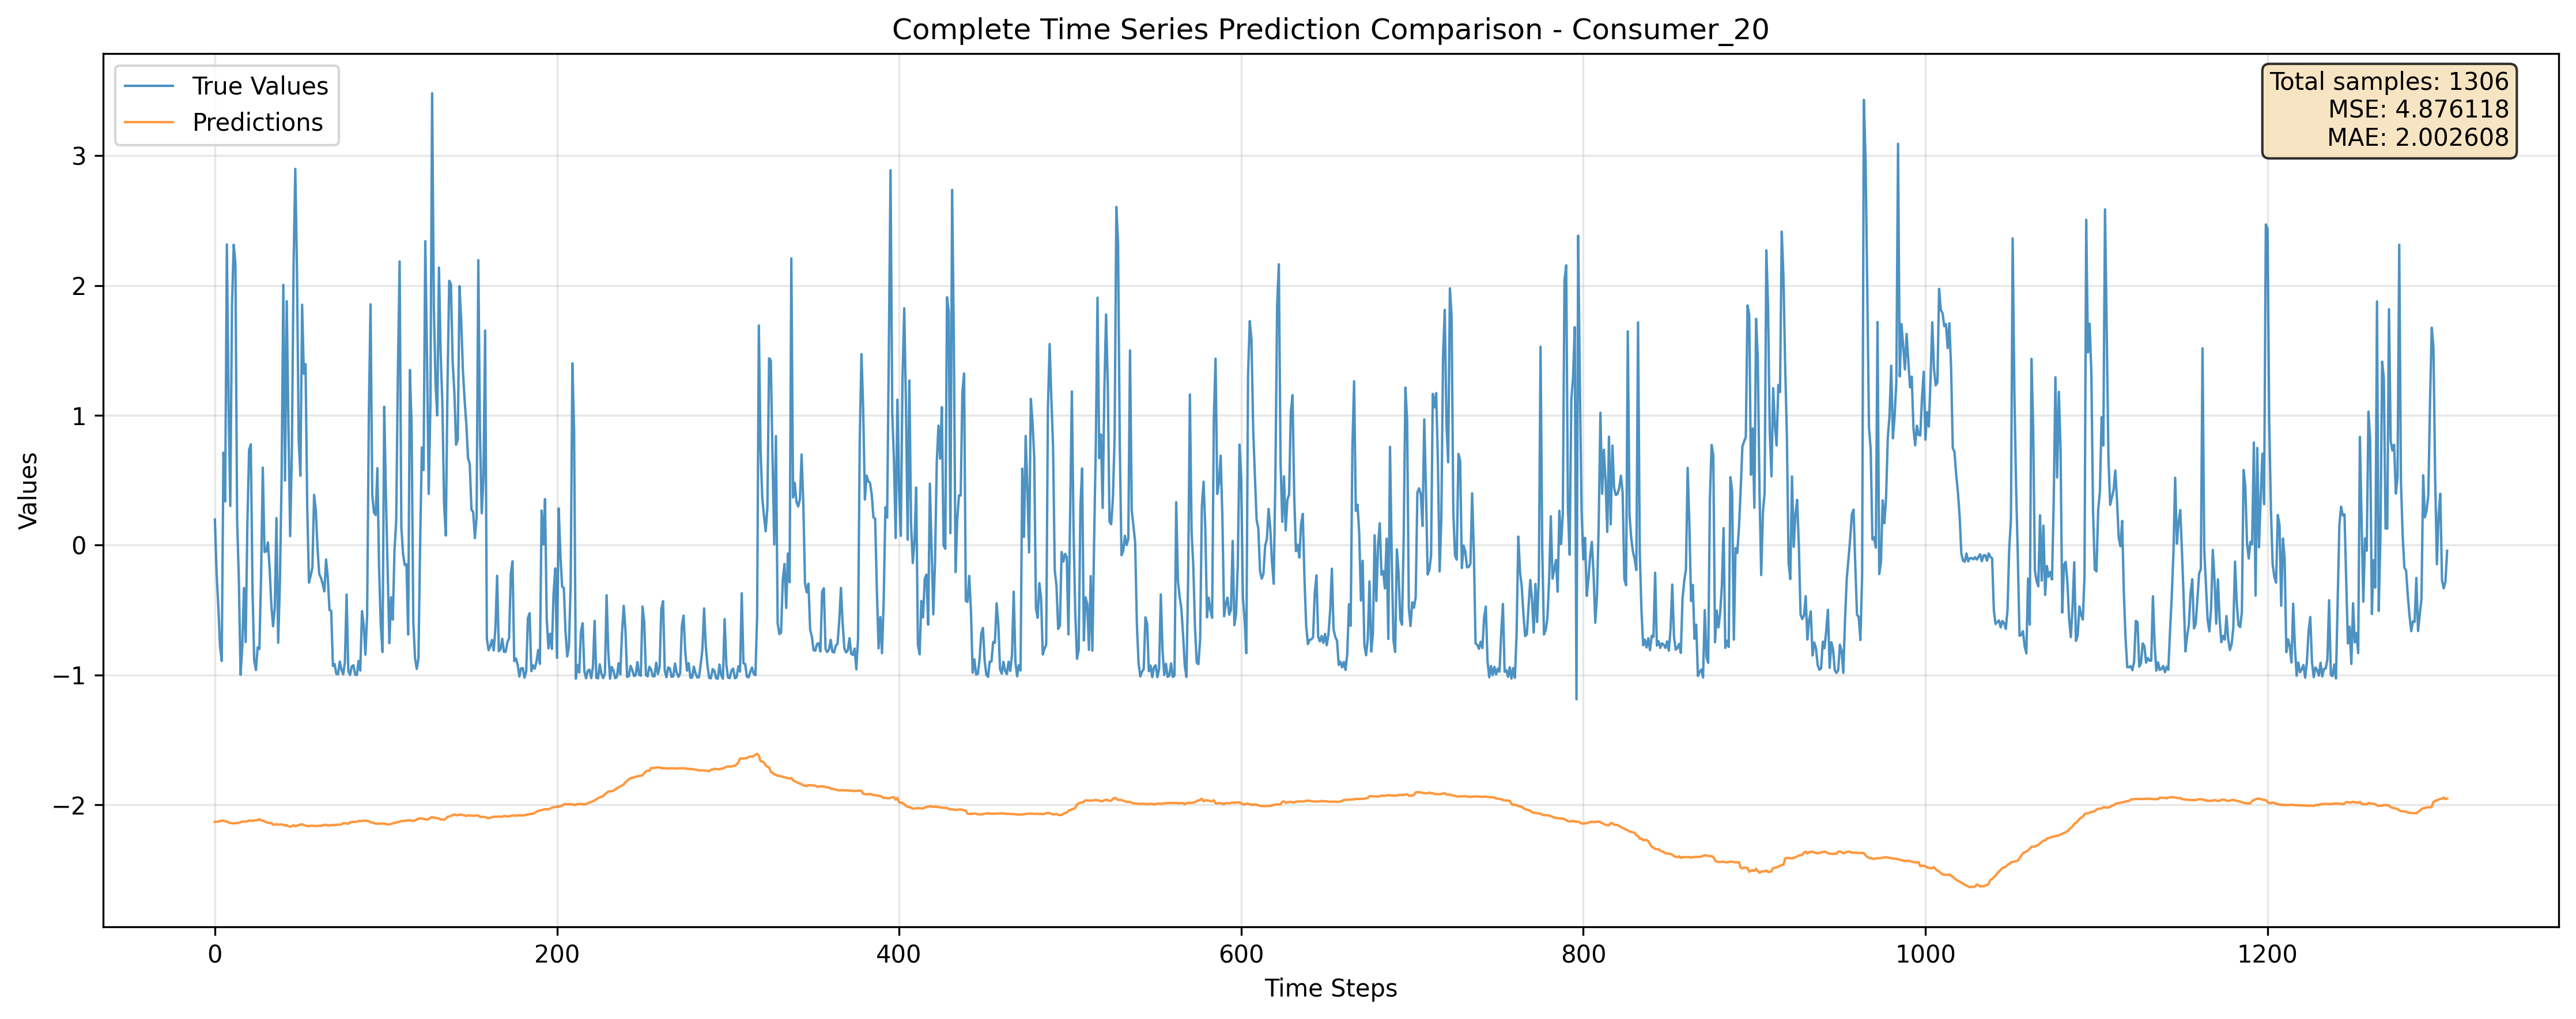 Complete Time Series Prediction Comparison - Consumer_20
True Values
Predictions
Total samples: 1306
MSE: 4.876118
MAE: 2.002608
Values
3
2
1
0
−1
−2
0
200
400
600
800
1000
1200
Time Steps